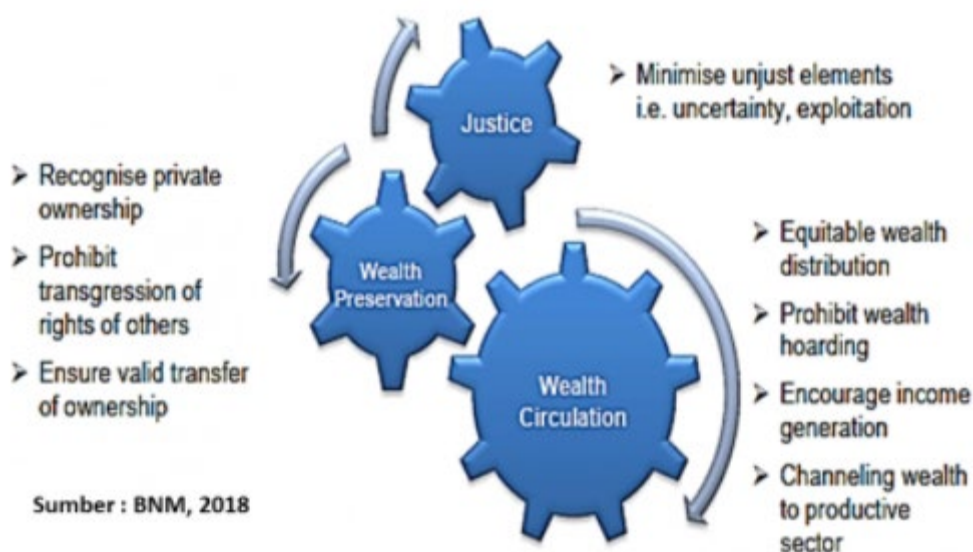 Justice
➢ Minimise unjust elements
i.e. uncertainty, exploitation
➢ Recognise private
ownership
➢ Prohibit
transgression of
rights of others
➢ Ensure valid transfer
of ownership
Wealth
Preservation
Wealth
Circulation
➢ Equitable wealth
distribution
➢ Prohibit wealth
hoarding
➢ Encourage income
generation
➢ Channeling wealth
to productive
sector
Sumber : BNM, 2018